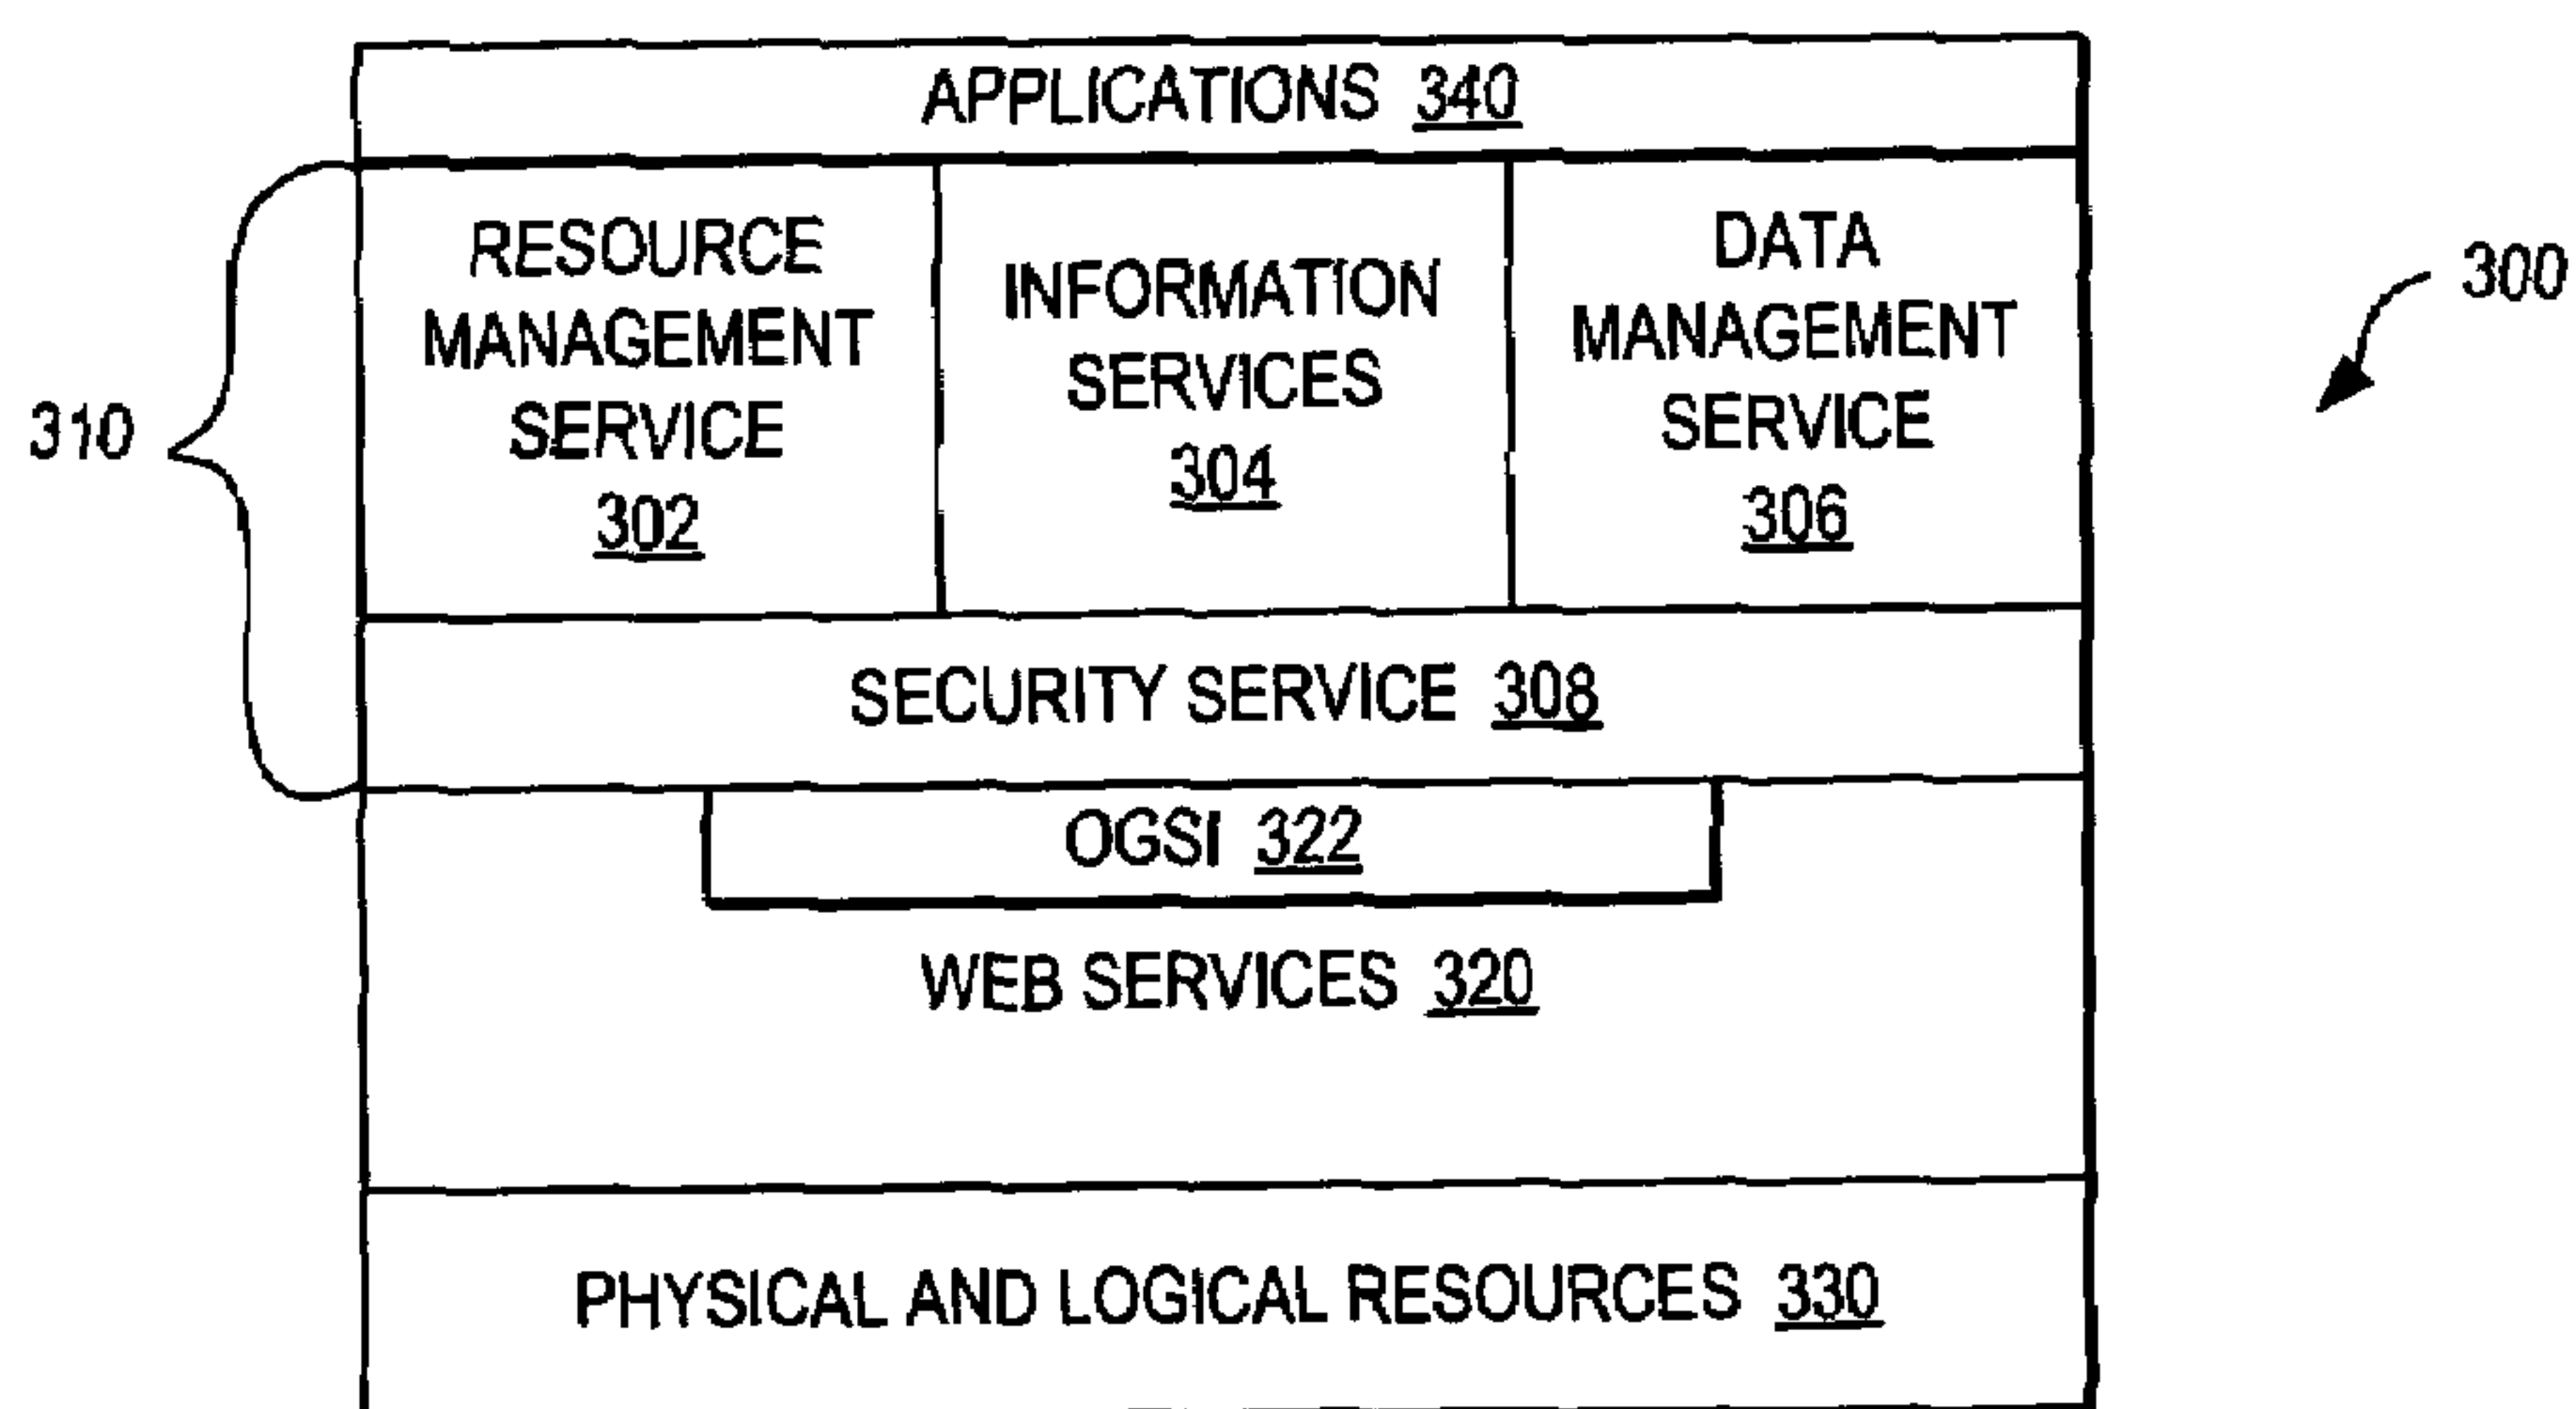 APPLICATIONS 340
RESOURCE
MANAGEMENT
SERVICE
302
INFORMATION
SERVICES
304
DATA
MANAGEMENT
SERVICE
306
300
310
SECURITY SERVICE 308
OGSI 322
WEB SERVICES 320
PHYSICAL AND LOGICAL RESOURCES 330